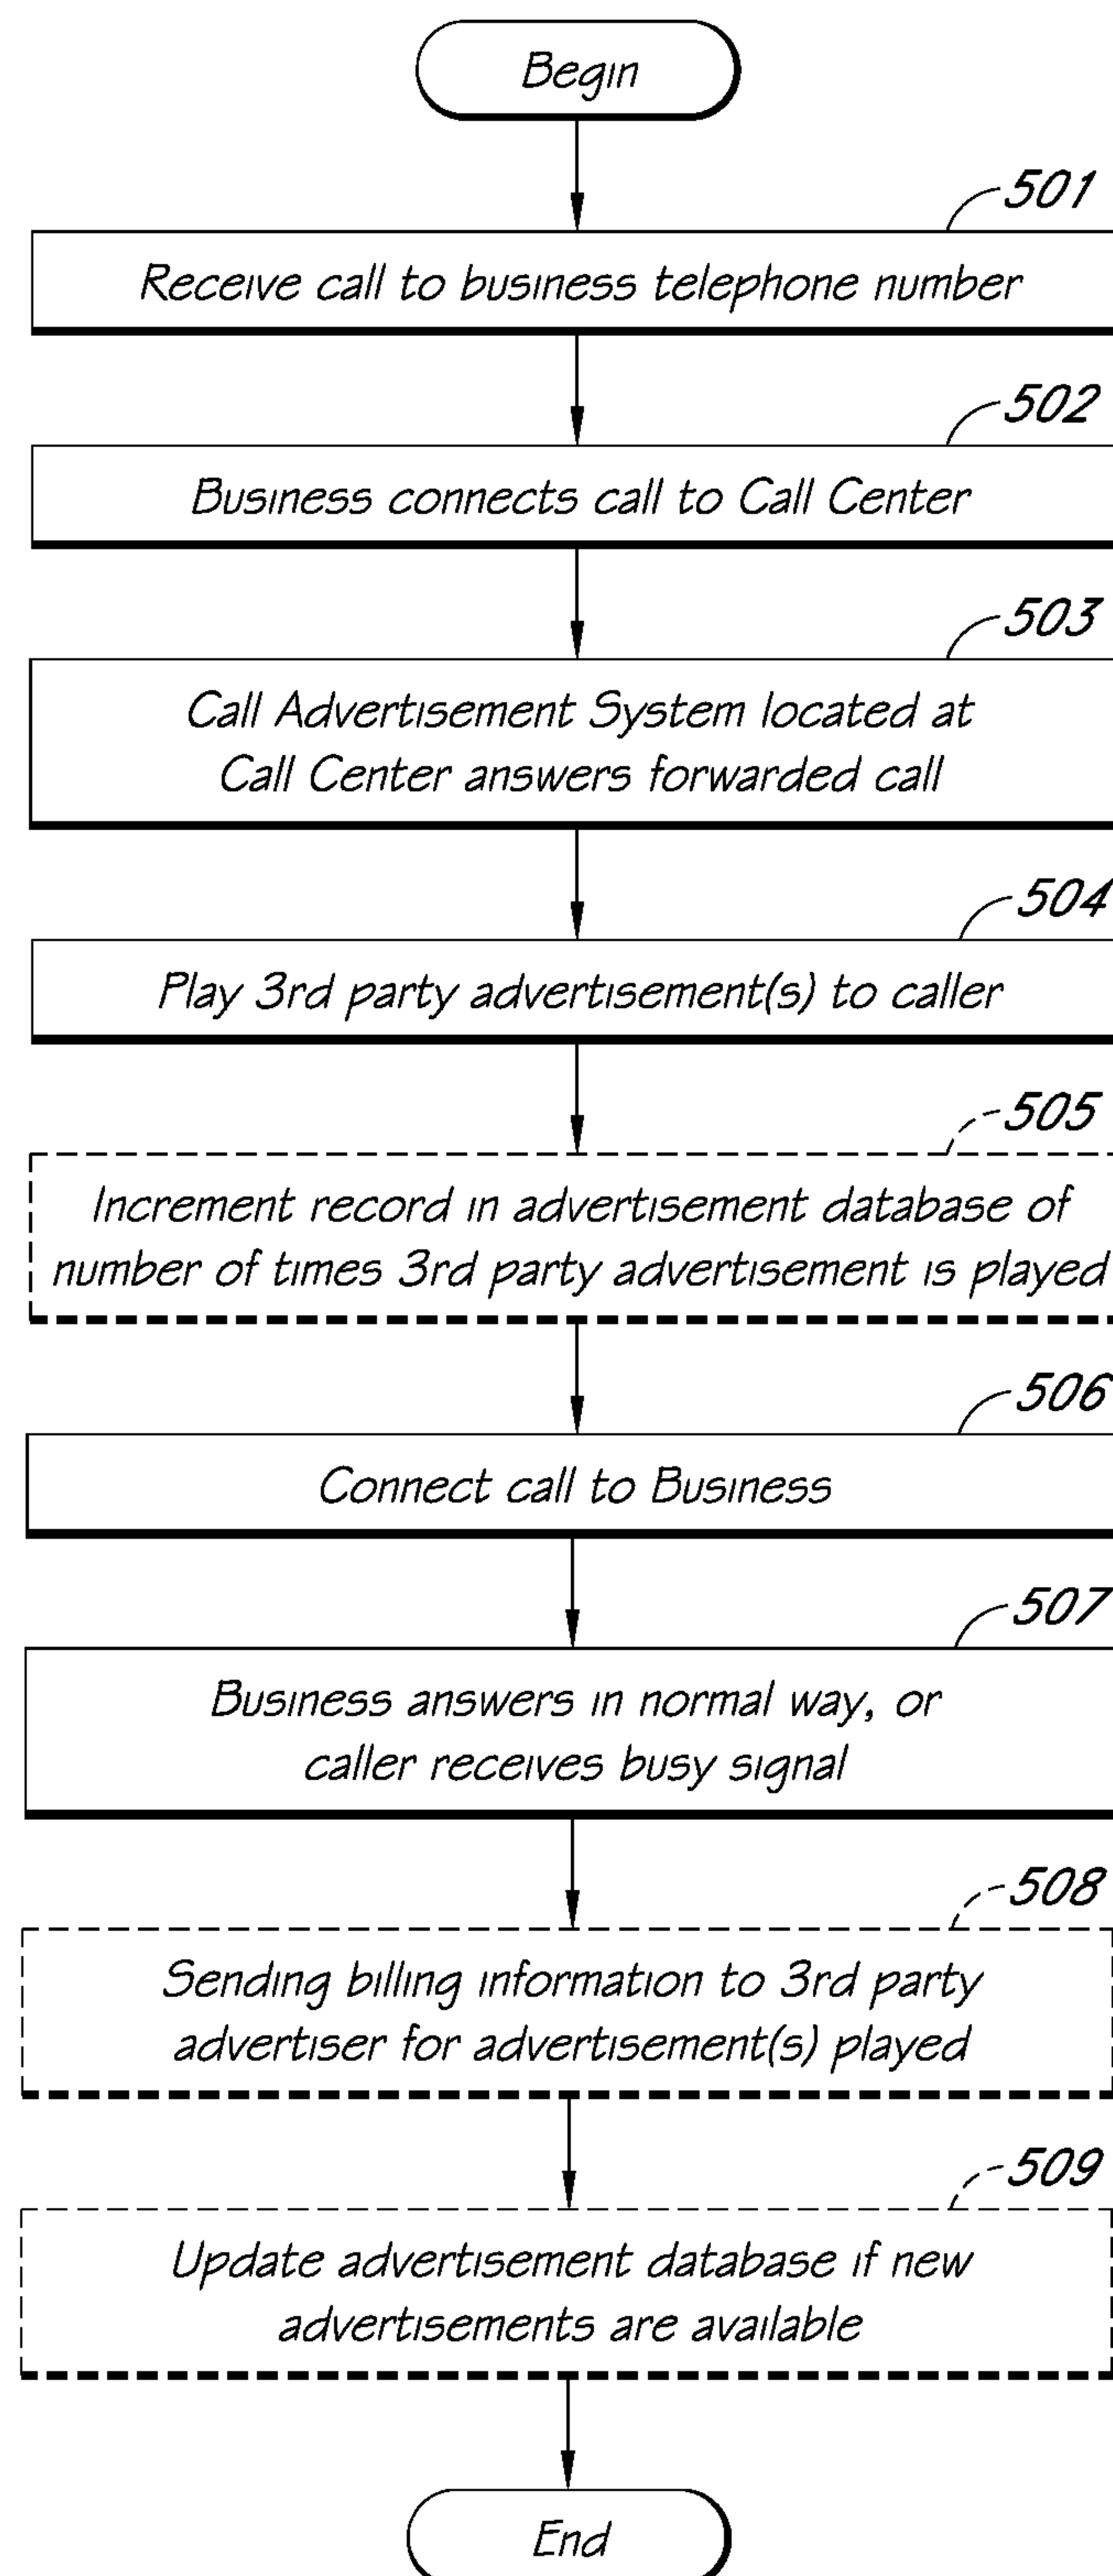 Begin
501
Receive call to business telephone number
502
Business connects call to Call Center
503
Call Advertisement System located at
Call Center answers forwarded call
504
Play 3rd party advertisement(s) to caller
505
Increment record in advertisement database of
number of times 3rd party advertisement is played
506
Connect call to Business
507
Business answers in normal way, or
caller receives busy signal
508
Sending billing information to 3rd party
advertiser for advertisement(s) played
509
Update advertisement database if new
advertisements are available
End